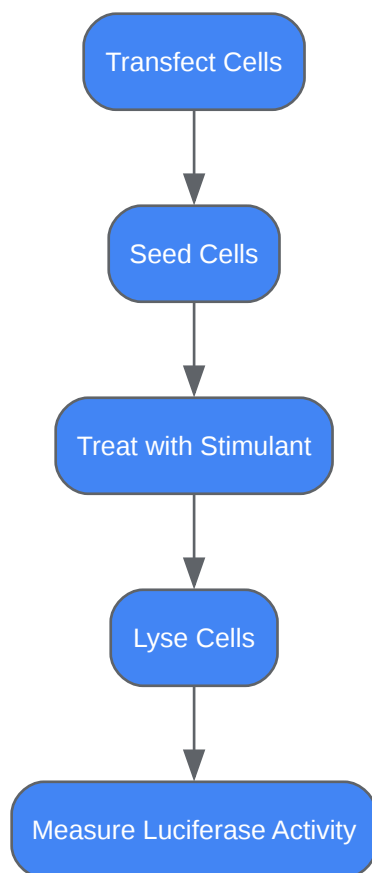 Transfect Cells
Seed Cells
Treat with Stimulant
Lyse Cells
Measure Luciferase Activity